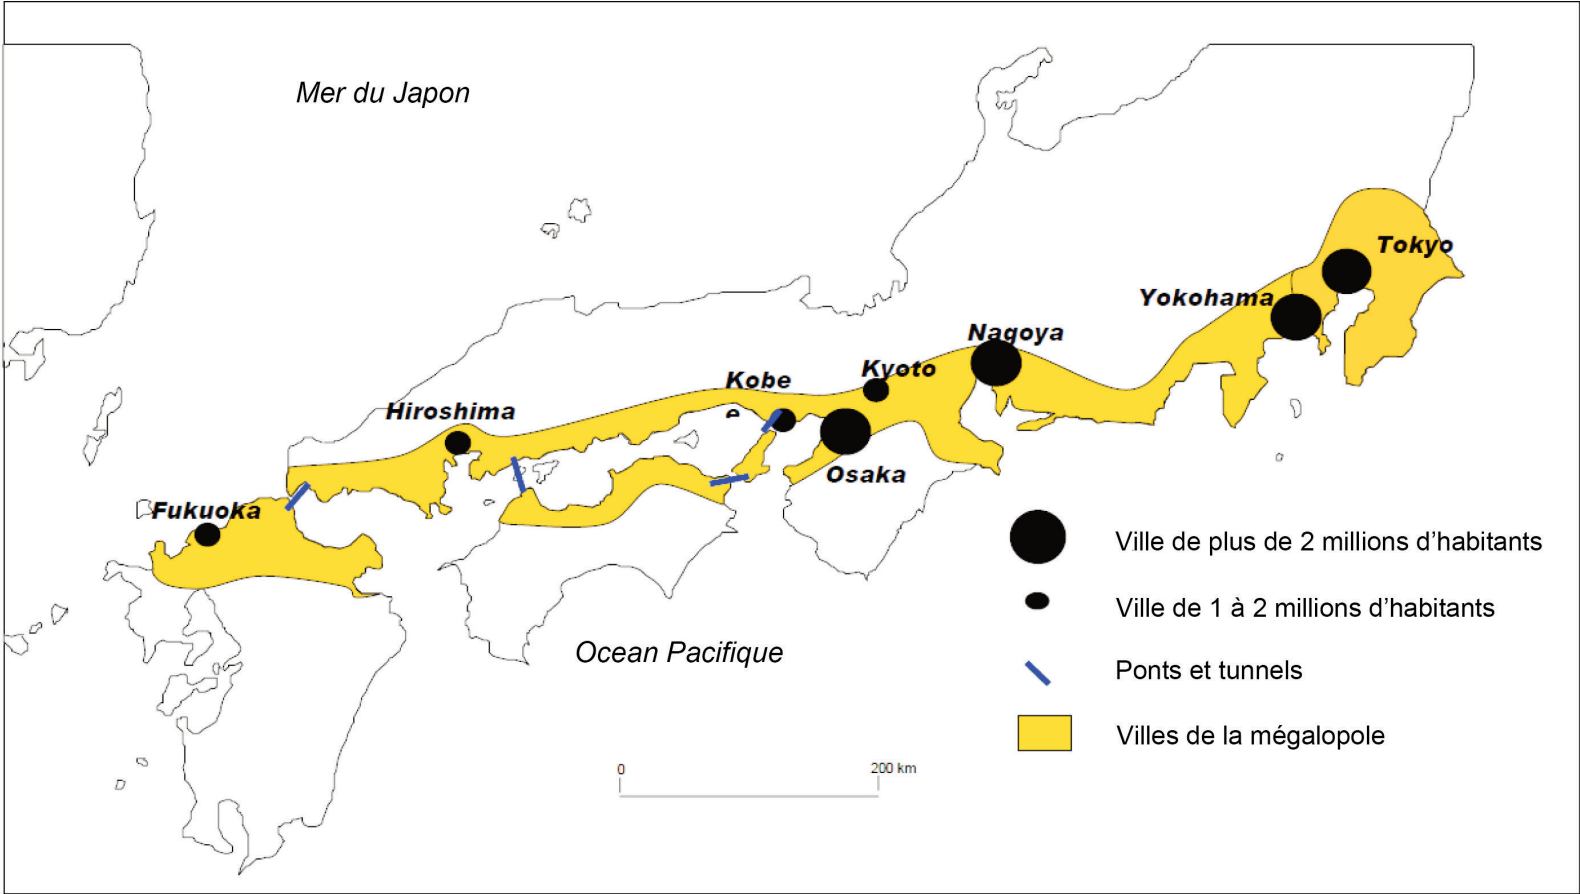 Mer du Japon
Tokyo
Yokohama
Nagoya
Kyoto
Kobe
e
Hiroshima
Osaka
Fukuoka
Ville de plus de 2 millions d’habitants
Ville de 1 à 2 millions d’habitants
Ocean Pacifique
Ponts et tunnels
Villes de la mégalopole
0
200 km